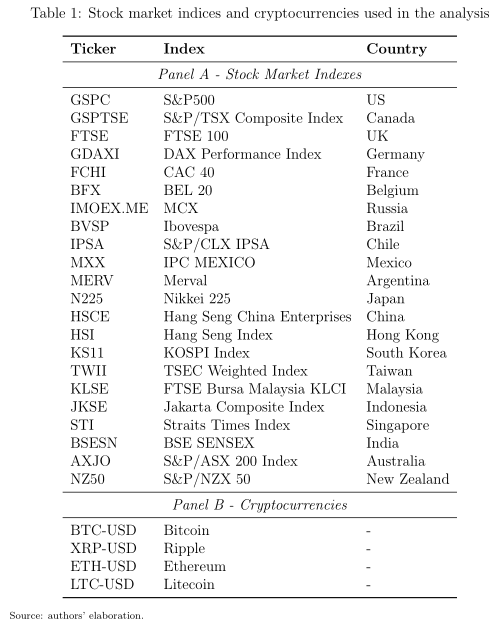 Table 1: Stock market indices and cryptocurrencies used in the analysis
Ticker Index Country
Panel A - Stock Market Indexes
GSPC S&P500 US
GSPTSE S&P/TSX Composite Index Canada
FTSE FTSE 100 UK
GDAXI DAX Performance Index Germany
FCHI CAC 40 France
BFX BEL 20 Belgium
IMOEX.ME MCX Russia
BVSP Ibovespa Brazil
IPSA S&P/CLX IPSA Chile
MXX IPC MEXICO Mexico
MERV Merval Argentina
N225 Nikkei 225 Japan
HSCE Hang Seng China Enterprises China
HSI Hang Seng Index Hong Kong
KS11 KOSPI Index South Korea
TWII TSEC Weighted Index Taiwan
KLSE FTSE Bursa Malaysia KLCI Malaysia
JKSE Jakarta Composite Index Indonesia
STI Straits Times Index Singapore
BSESN BSE SENSEX India
AXJO S&P/ASX 200 Index Australia
NZ50 S&P/NZX 50 New Zealand
Panel B - Cryptocurrencies
BTC-USD Bitcoin -
XRP-USD Ripple -
ETH-USD Ethereum -
LTC-USD Litecoin -
Source: authors' elaboration.